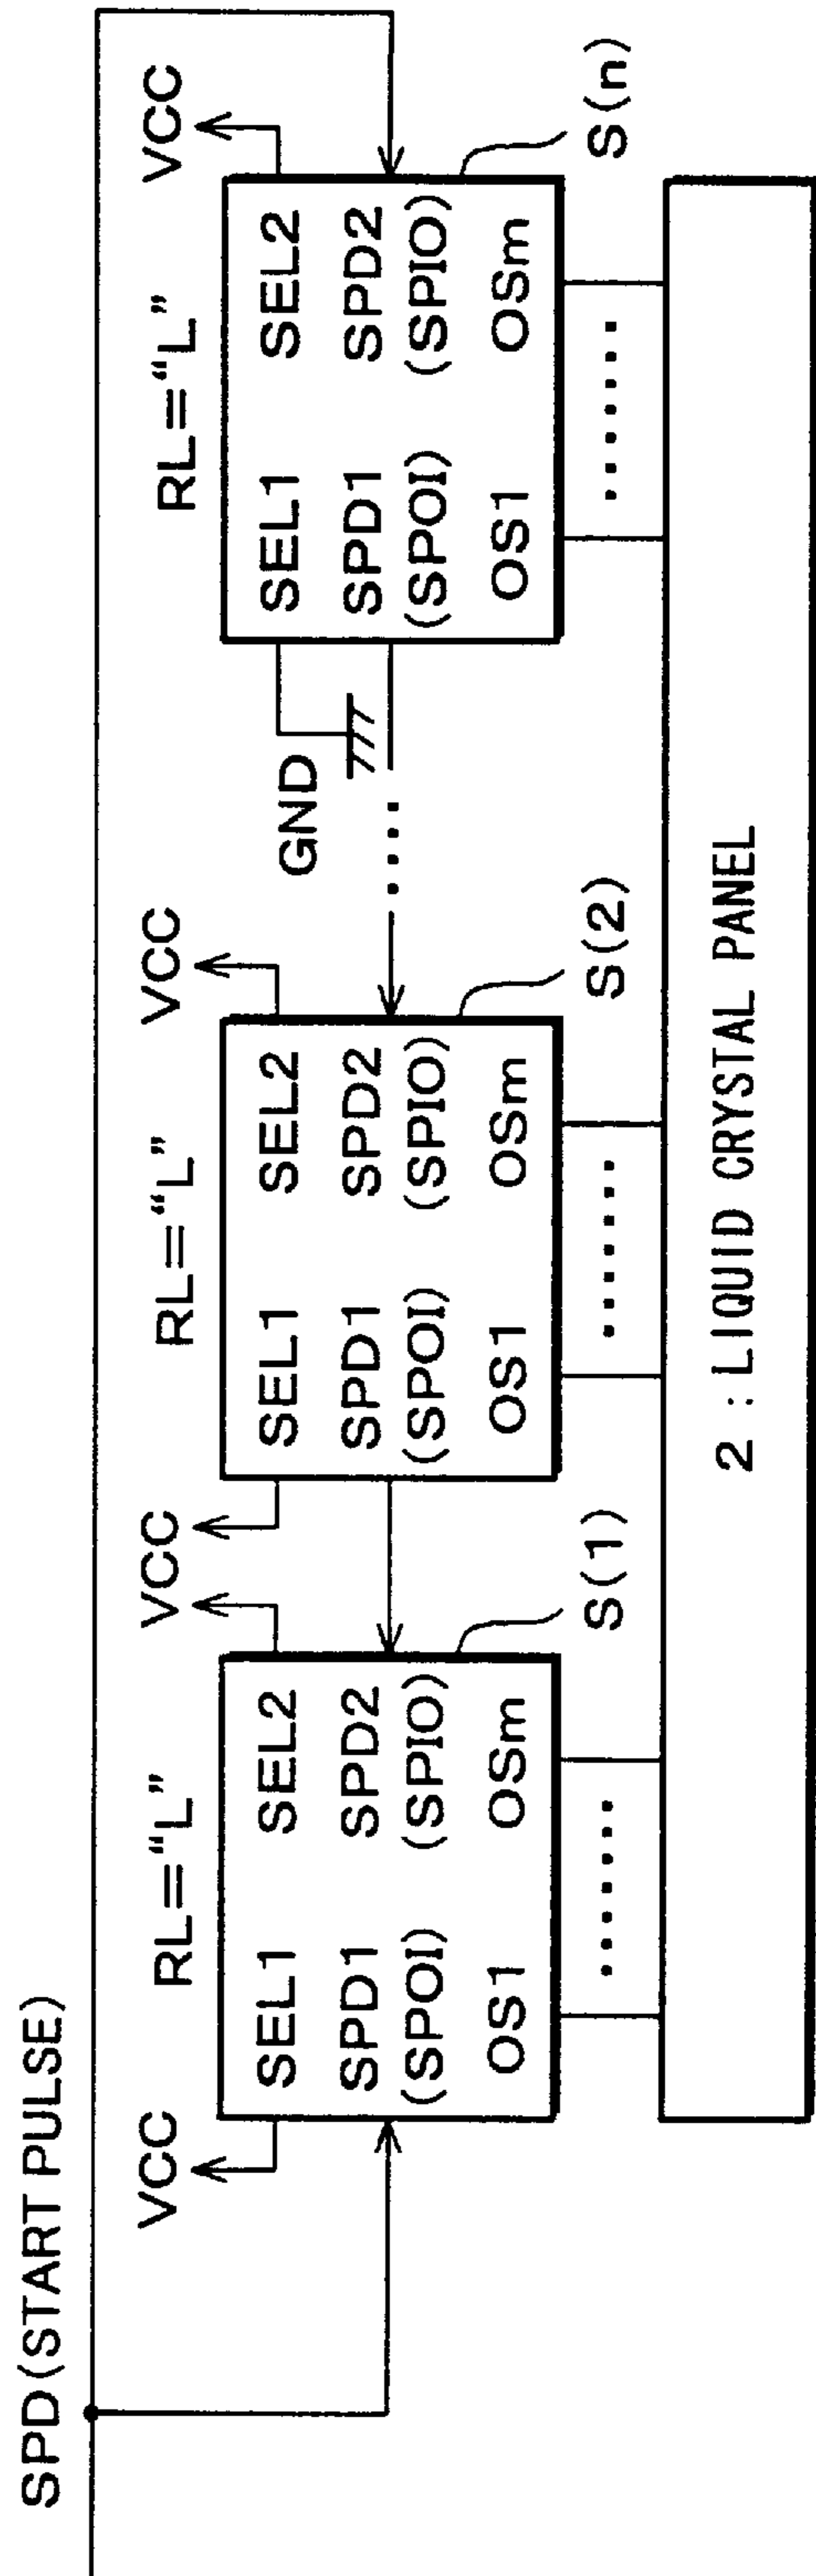 SPD(START PULSE)
VCC
RL=“L”
VCC
VCC
RL=“L”
VCC
GND
RL=“L”
VCC
SEL1 SEL2
SPD1 SPD2
(SPOI) (SPIO)
OS1 OSm
S(1)
SEL1 SEL2
SPD1 SPD2
(SPOI) (SPIO)
OS1 OSm
S(2)
SEL1 SEL2
SPD1 SPD2
(SPOI) (SPIO)
OS1 OSm
S(n)
2 : LIQUID CRYSTAL PANEL